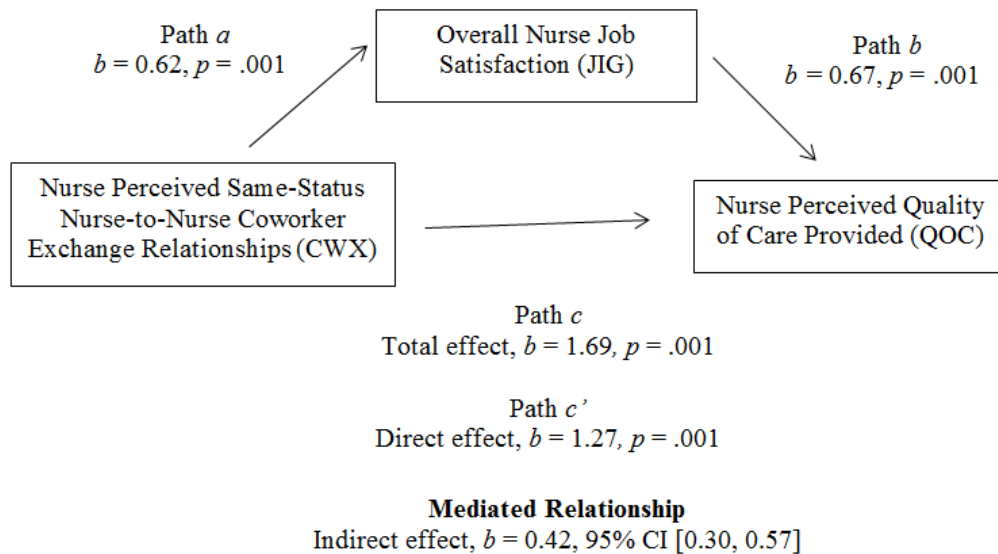 Path a
b = 0.62, p = .001
Overall Nurse Job
Satisfaction (JIG)
Path b
b = 0.67, p = .001
Nurse Perceived Same-Status
Nurse-to-Nurse Coworker
Exchange Relationships (CWX)
Nurse Perceived Quality
of Care Provided (QOC)
Path c
Total effect, b = 1.69, p = .001
Path c’
Direct effect, b = 1.27, p = .001
Mediated Relationship
Indirect effect, b = 0.42, 95% CI [0.30, 0.57]